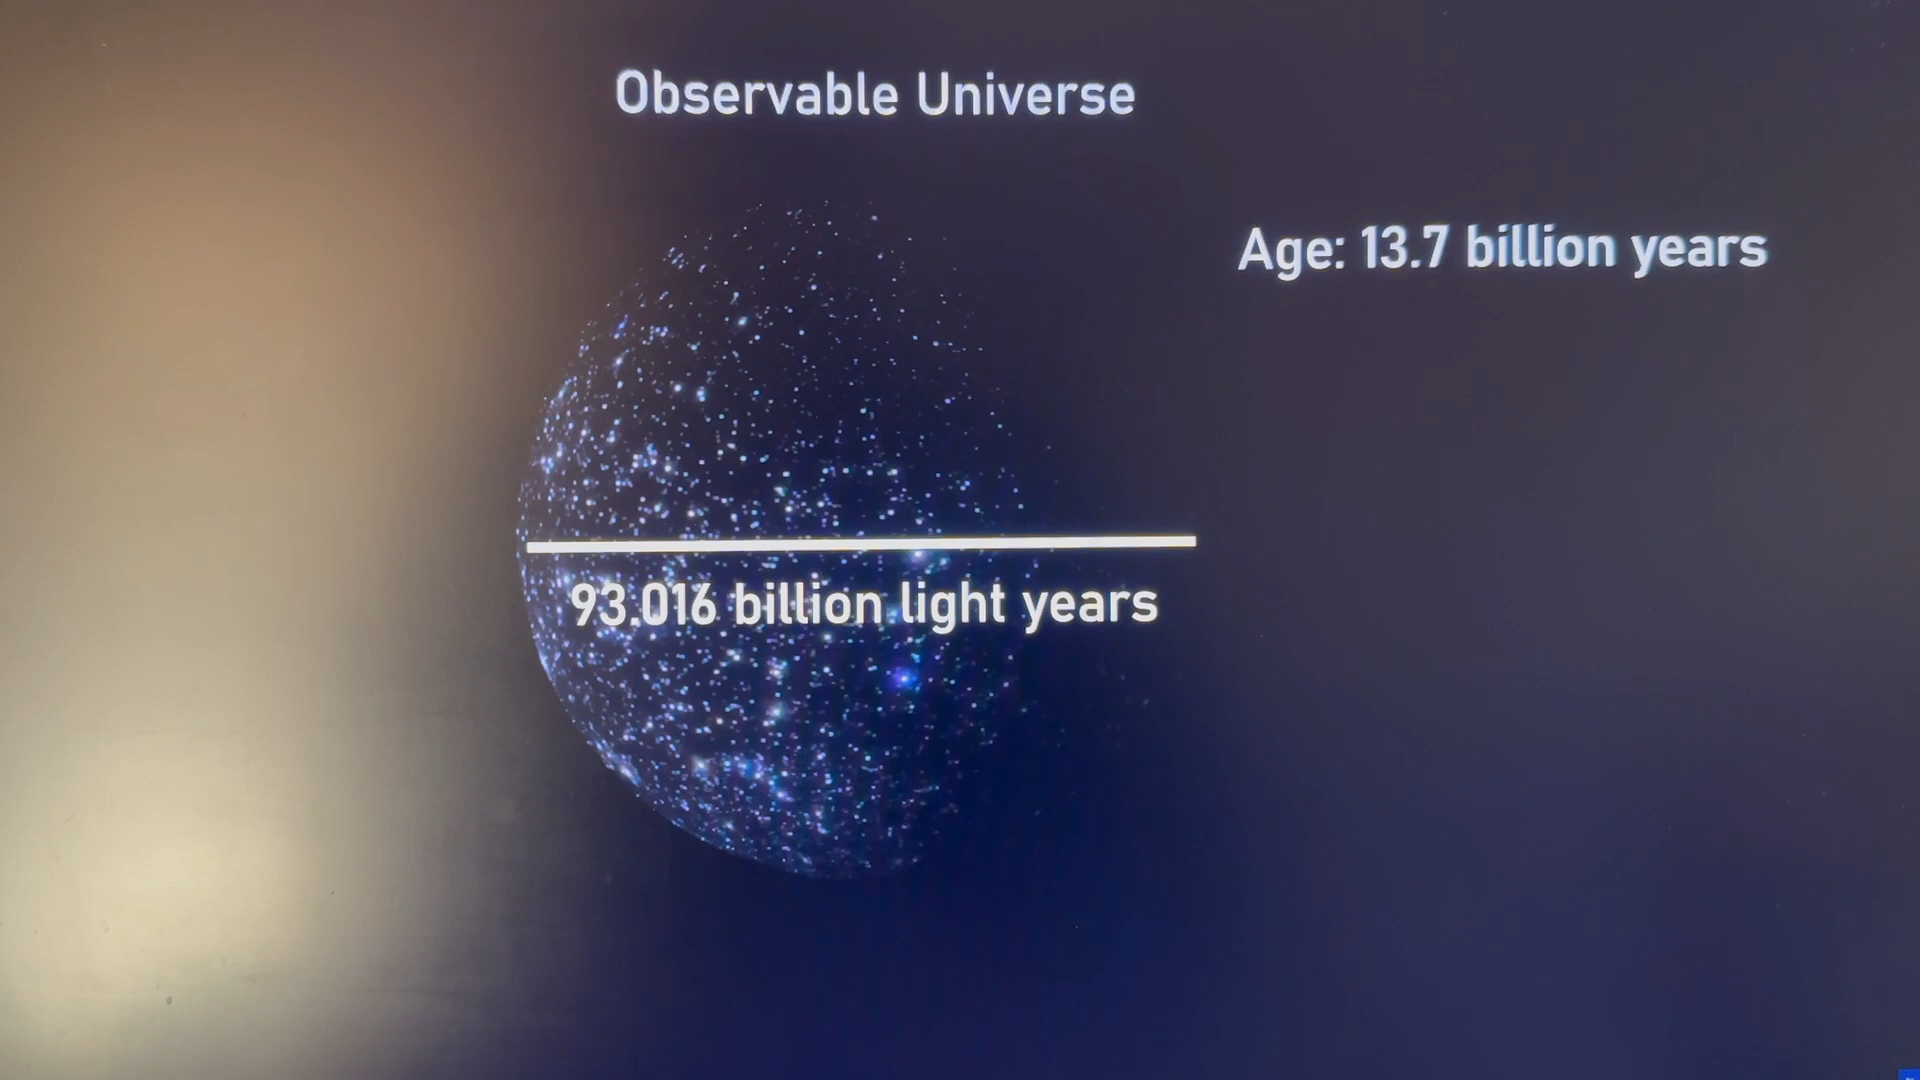 Observable Universe
Age: 13.7 billion years
93.016 billion light years